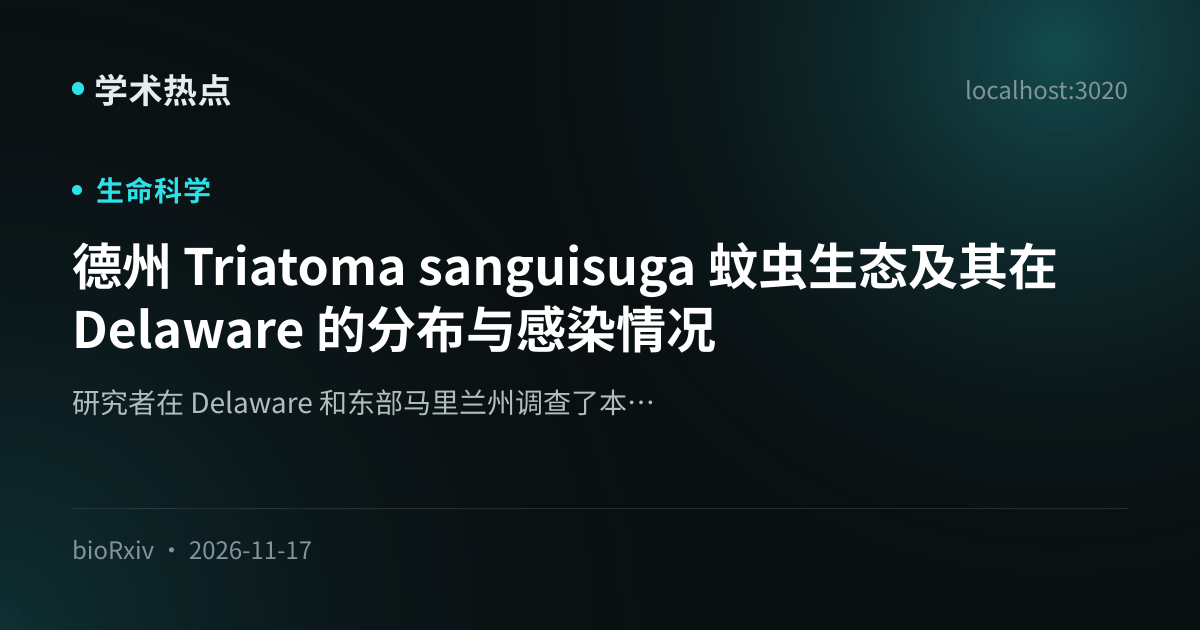 学术热点
localhost:3020
生命科学
德州 Triatoma sanguisuga 蚊虫生态及其在
Delaware 的分布与感染情况
研究者在 Delaware 和东部马里兰州调查了本…
bioRxiv · 2026-11-17